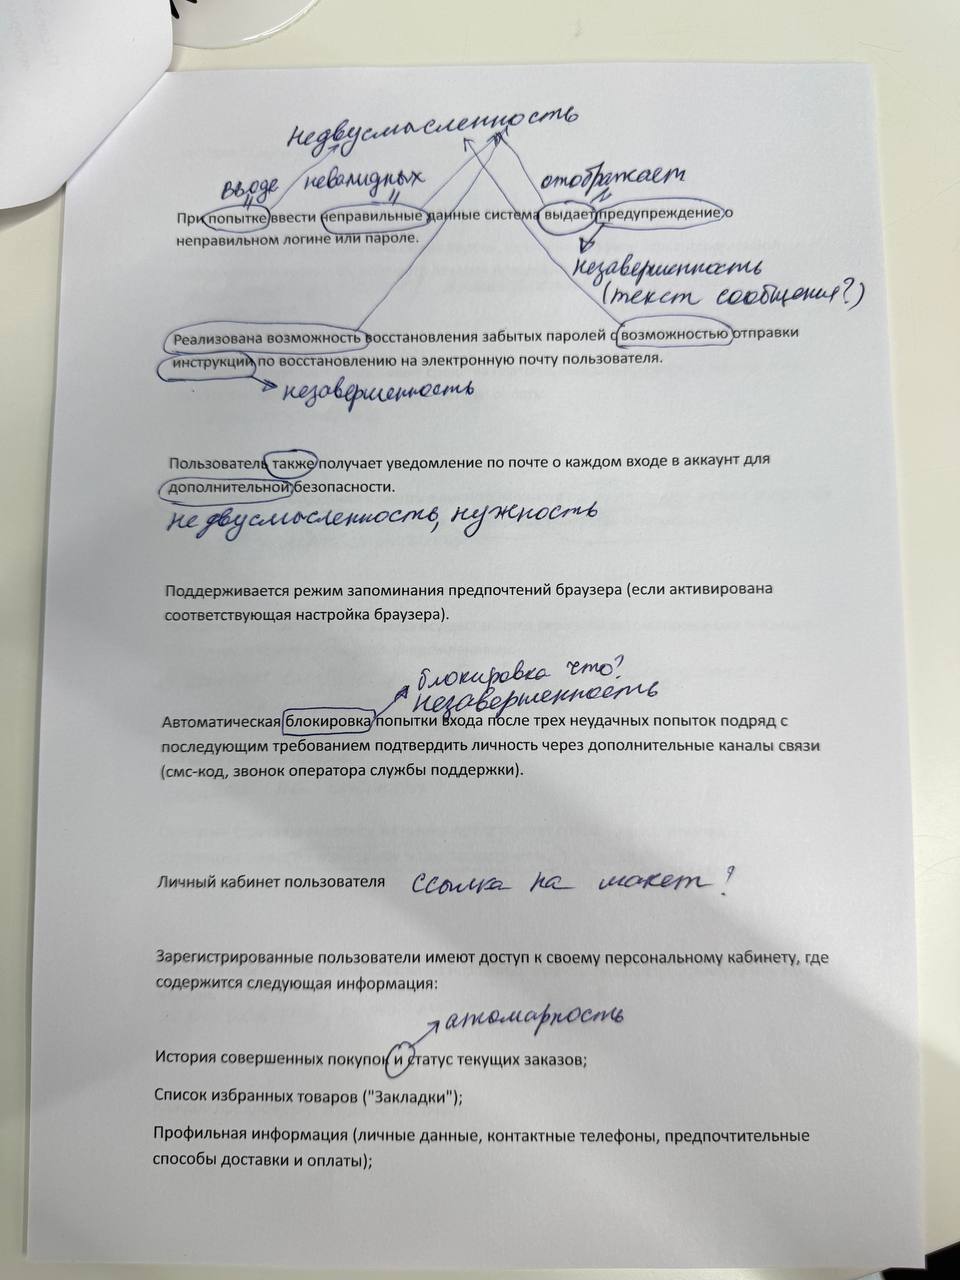 Недвусмысленность
вводе невалидных отображает
При попытке ввести неправильные данные система выдает предупреждение о
неправильном логине или пароле.
незавершенность
(текст сообщения?)
Реализована возможность восстановления забытых паролей с возможностью отправки
инструкций по восстановлению на электронную почту пользователя.
незавершенность
Пользователь также получает уведомление по почте о каждом входе в аккаунт для
дополнительной безопасности.
недвусмысленность, нужность
Поддерживается режим запоминания предпочтений браузера (если активирована
соответствующая настройка браузера).
блокировка что?
незавершенность
Автоматическая блокировка попытки входа после трех неудачных попыток подряд с
последующим требованием подтвердить личность через дополнительные каналы связи
(смс-код, звонок оператора службы поддержки).
Личный кабинет пользователя ссылка на макет?
Зарегистрированные пользователи имеют доступ к своему персональному кабинету, где
содержится следующая информация:
атомарность
История совершенных покупок и статус текущих заказов;
Список избранных товаров ("Закладки");
Профильная информация (личные данные, контактные телефоны, предпочтительные
способы доставки и оплаты);